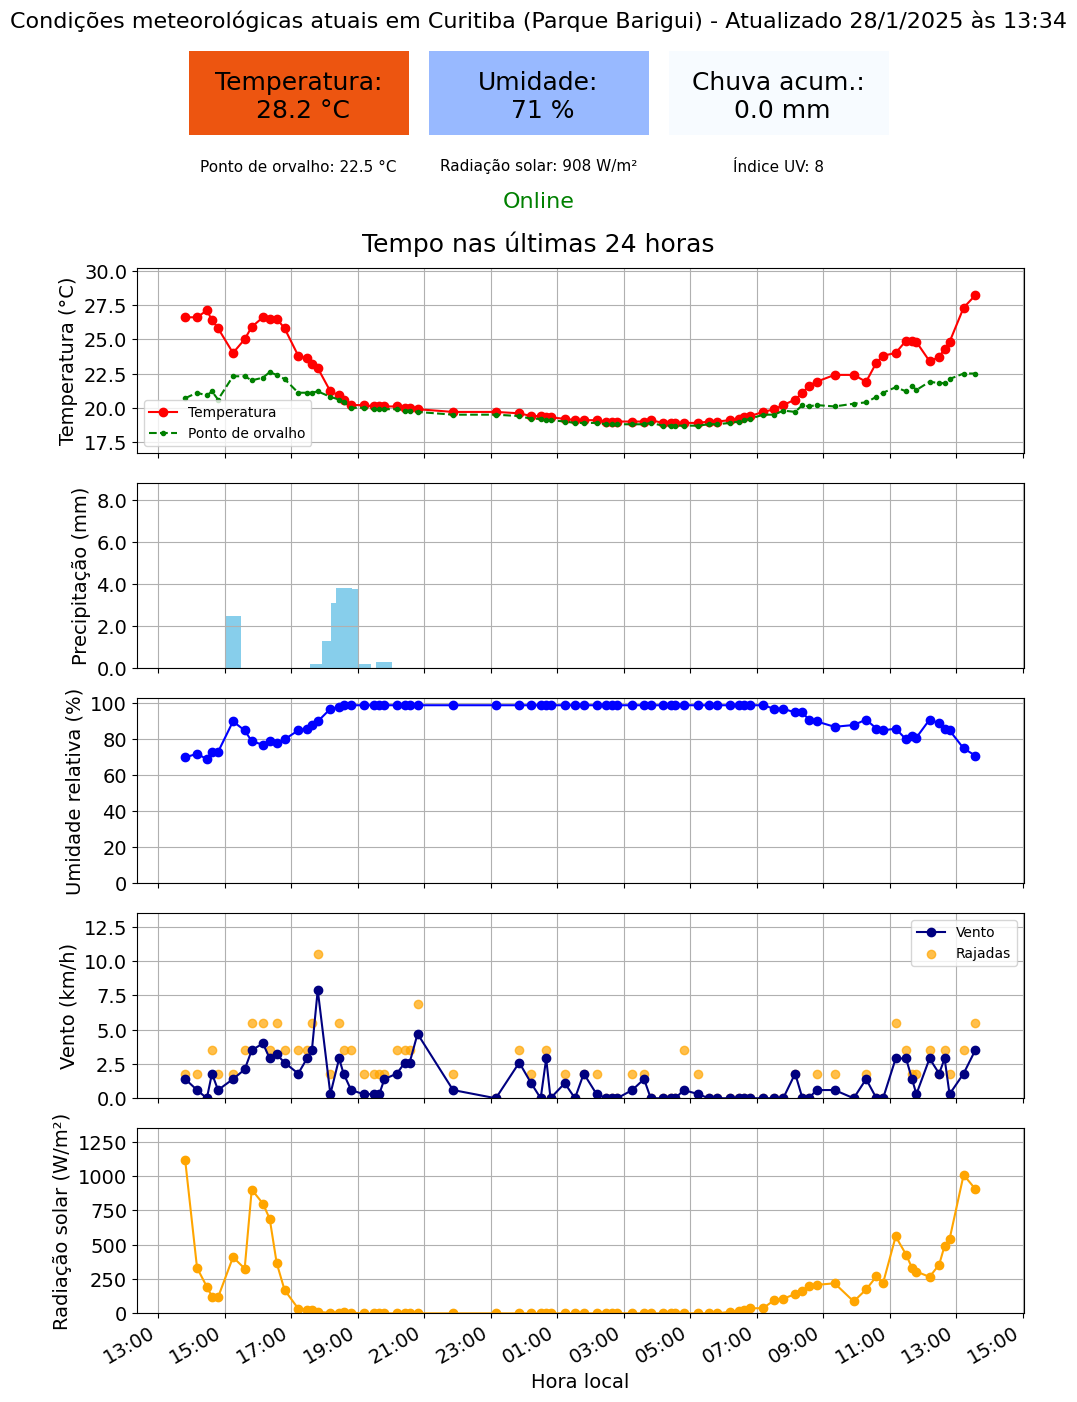 Condições meteorológicas atuais em Curitiba (Parque Barigui) - Atualizado 28/1/2025 às 13:34
Temperatura:
28.2 °C
Umidade:
71 %
Chuva acum.:
0.0 mm
Ponto de orvalho: 22.5 °C
Radiação solar: 908 W/m²
Índice UV: 8
Online
Tempo nas últimas 24 horas
Temperatura (°C)
30.0
27.5
25.0
22.5
20.0
17.5
Temperatura
Ponto de orvalho
Precipitação (mm)
8.0
6.0
4.0
2.0
0.0
Umidade relativa (%)
100
80
60
40
20
0
Vento (km/h)
12.5
10.0
7.5
5.0
2.5
0.0
Vento
Rajadas
Radiação solar (W/m²)
1250
1000
750
500
250
0
13:00
15:00
17:00
19:00
21:00
23:00
01:00
03:00
05:00
07:00
09:00
11:00
13:00
15:00
Hora local